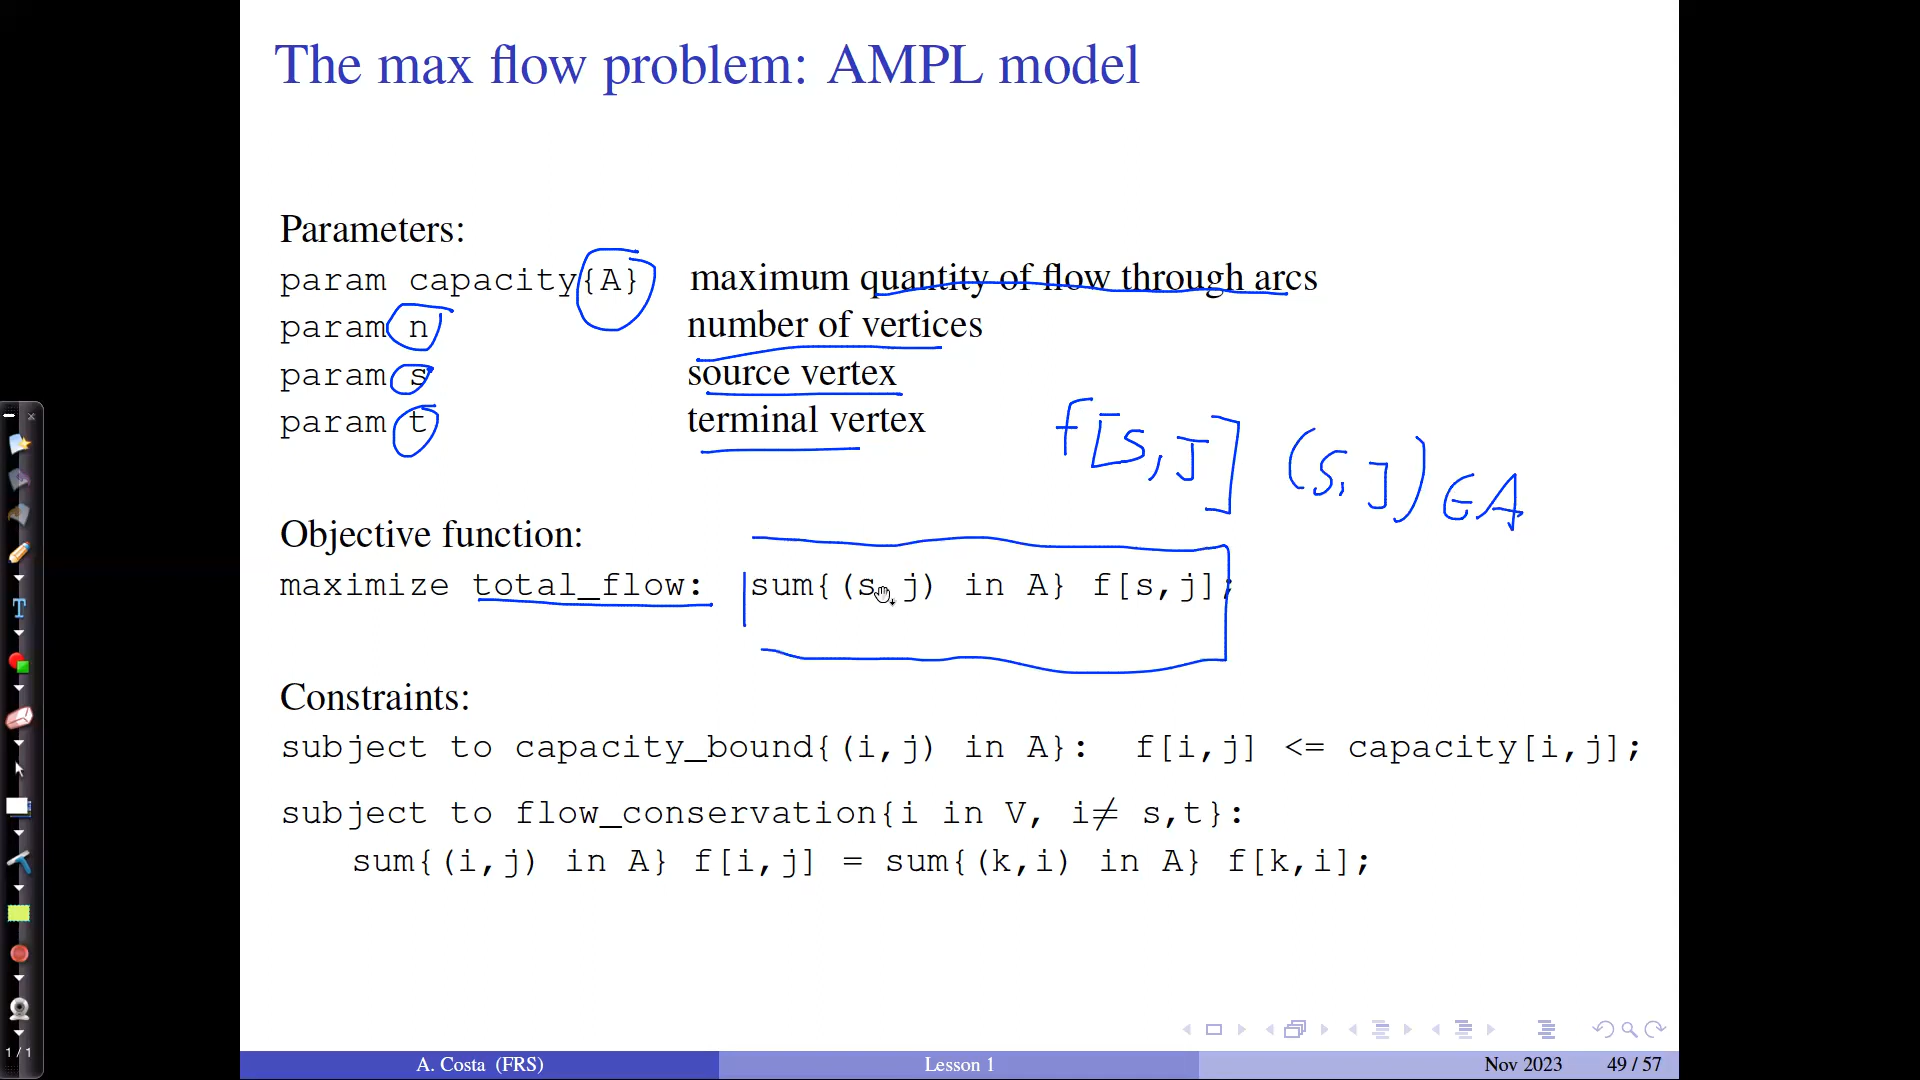 The max flow problem: AMPL model
Parameters:
param capacity{A} maximum quantity of flow through arcs
param n number of vertices
param s source vertex
param t terminal vertex
f[s,J] (s,J) ∈ A
Objective function:
maximize total_flow: sum{(s,j) in A} f[s,j];
Constraints:
subject to capacity_bound{(i,j) in A}: f[i,j] <= capacity[i,j];
subject to flow_conservation{i in V, i≠ s,t}:
sum{(i,j) in A} f[i,j] = sum{(k,i) in A} f[k,i];
1 / 1
A. Costa (FRS) Lesson 1 Nov 2023 49 / 57